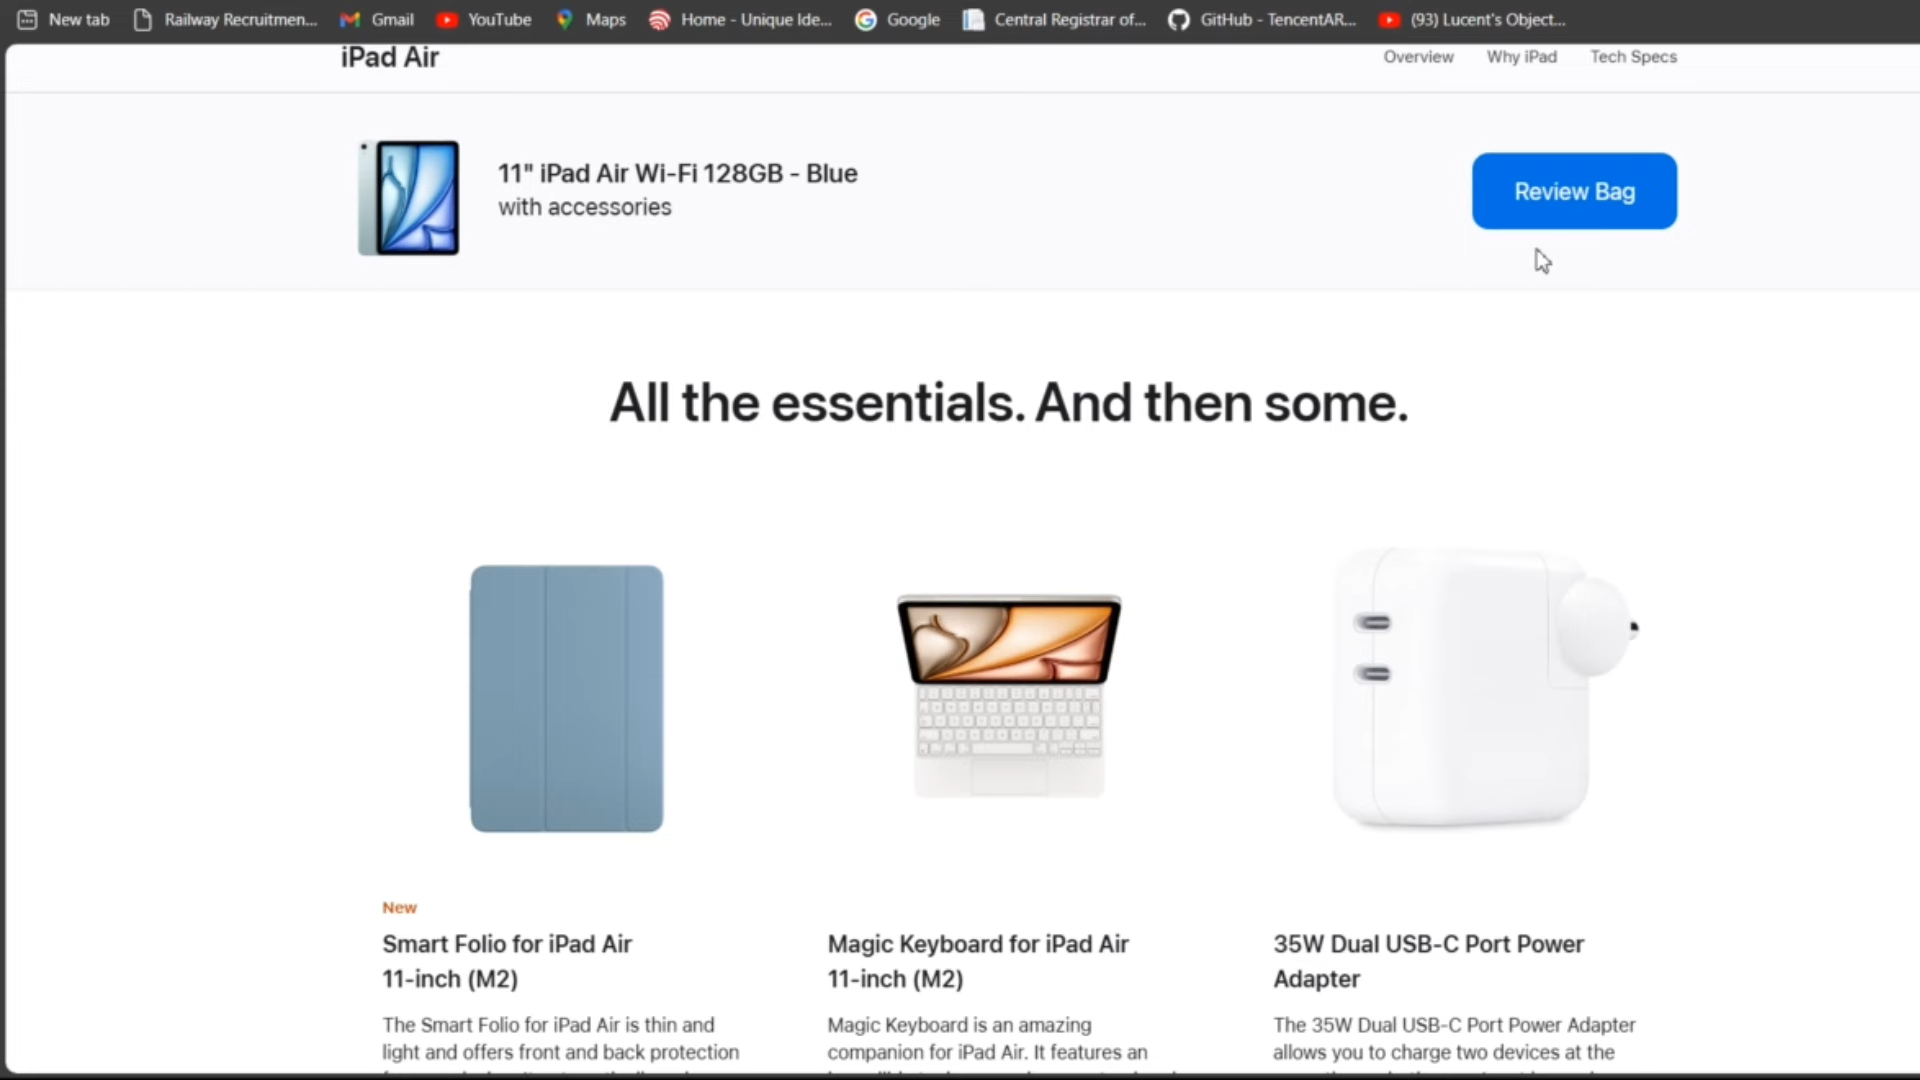 New tab
Railway Recruitmen...
Gmail
YouTube
Maps
Home - Unique Ide...
Google
Central Registrar of...
GitHub - TencentAR...
(93) Lucent's Object...
iPad Air
Overview
Why iPad
Tech Specs
11" iPad Air Wi-Fi 128GB - Blue
with accessories
Review Bag
All the essentials. And then some.
New
Smart Folio for iPad Air
11-inch (M2)
The Smart Folio for iPad Air is thin and
light and offers front and back protection
Magic Keyboard for iPad Air
11-inch (M2)
Magic Keyboard is an amazing
companion for iPad Air. It features an
35W Dual USB-C Port Power
Adapter
The 35W Dual USB-C Port Power Adapter
allows you to charge two devices at the